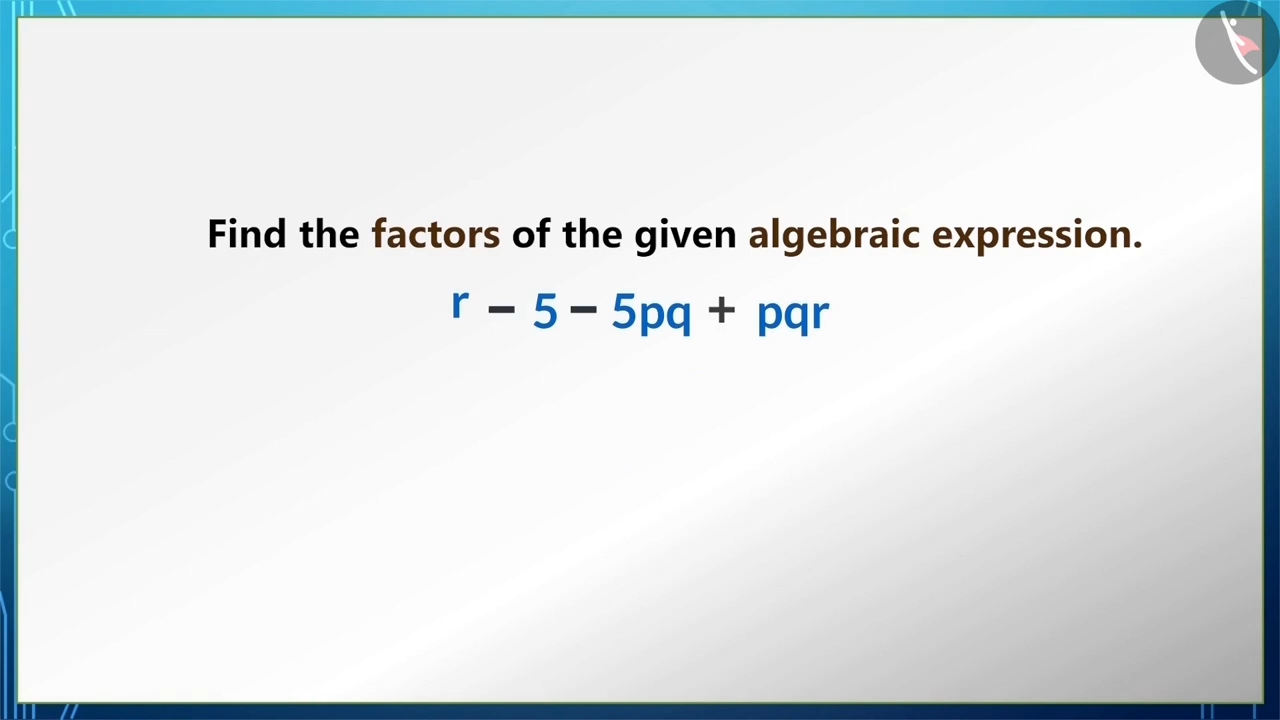 Find the factors of the given algebraic expression.
r − 5 − 5pq + pqr